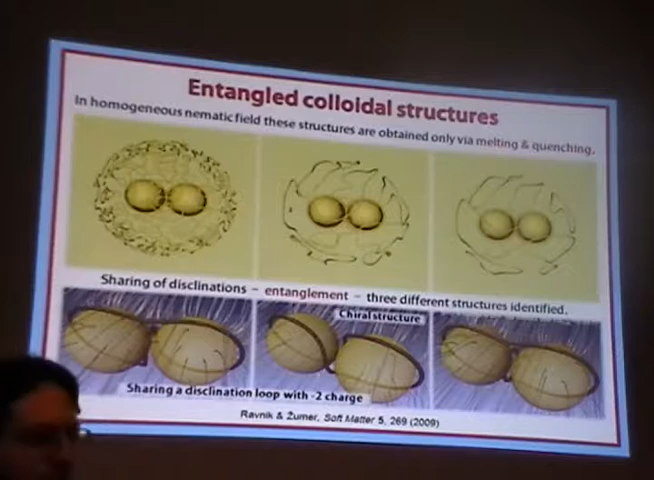 Entangled colloidal structures
In homogeneous nematic field these structures are obtained only via melting & quenching.
Sharing of disclinations – entanglement – three different structures identified.
Chiral structure
Sharing a disclination loop with -2 charge
Ravnik & Žumer, Soft Matter 5, 269 (2009)